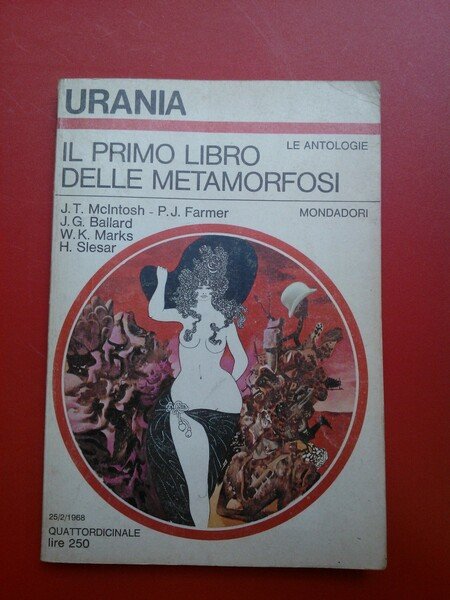 URANIA
LE ANTOLOGIE
IL PRIMO LIBRO
DELLE METAMORFOSI
MONDADORI
J.T. McIntosh - P.J. Farmer
J.G. Ballard
W.K. Marks
H. Slesar
25/2/1968
QUATTORDICINALE
lire 250